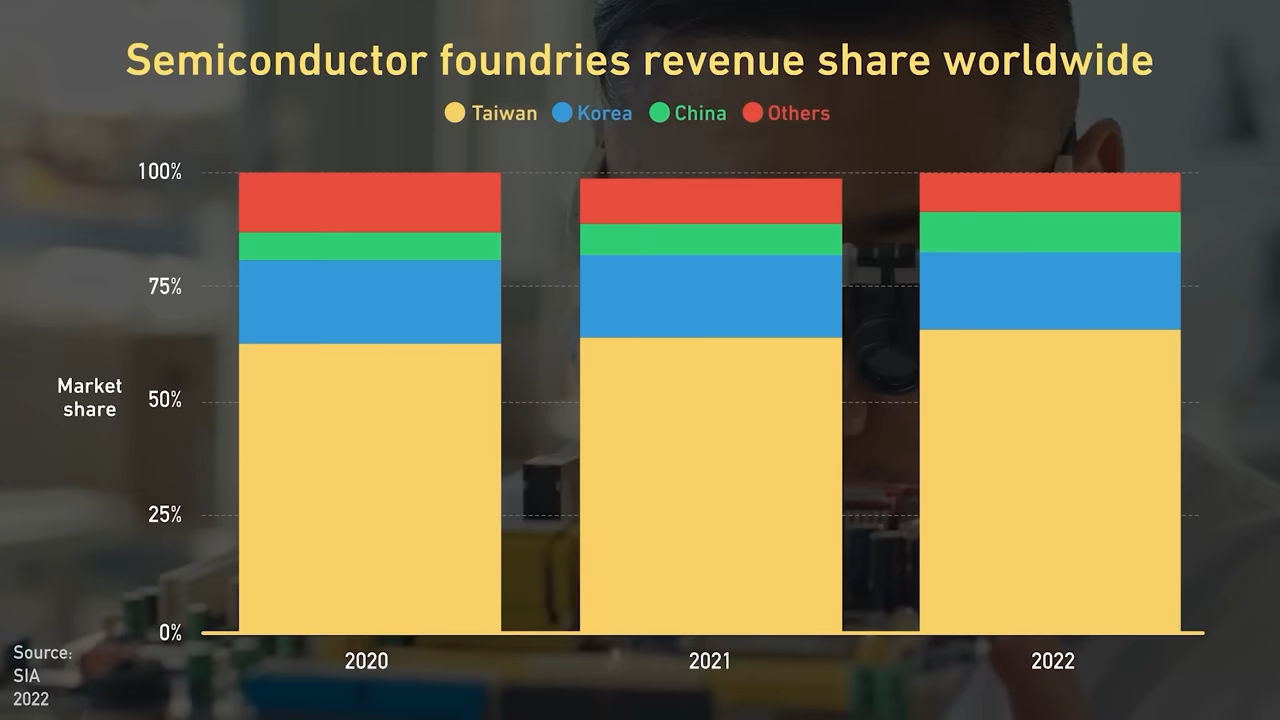 Semiconductor foundries revenue share worldwide
Taiwan Korea China Others
100%
75%
Market share
50%
25%
0%
2020 2021 2022
Source:
SIA
2022